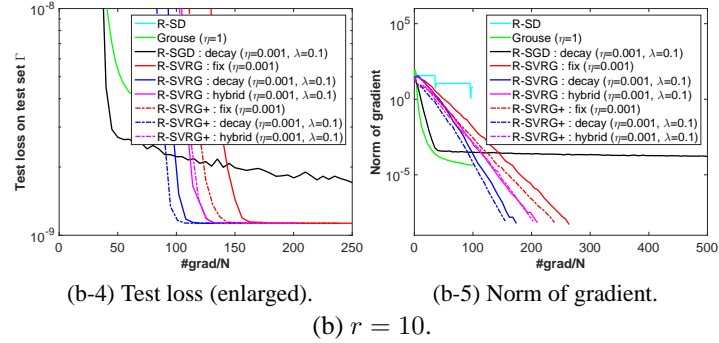 10^-8
10^-9
Test loss on test set Γ
0 50 100 150 200 250
#grad/N
R-SD
Grouse (η=1)
R-SGD : decay (η=0.001, λ=0.1)
R-SVRG : fix (η=0.001)
R-SVRG : decay (η=0.001, λ=0.1)
R-SVRG : hybrid (η=0.001, λ=0.1)
R-SVRG+ : fix (η=0.001)
R-SVRG+ : decay (η=0.001, λ=0.1)
R-SVRG+ : hybrid (η=0.001, λ=0.1)
(b-4) Test loss (enlarged).
10^5
10^0
10^-5
Norm of gradient
0 100 200 300 400 500
#grad/N
R-SD
Grouse (η=1)
R-SGD : decay (η=0.001, λ=0.1)
R-SVRG : fix (η=0.001)
R-SVRG : decay (η=0.001, λ=0.1)
R-SVRG : hybrid (η=0.001, λ=0.1)
R-SVRG+ : fix (η=0.001)
R-SVRG+ : decay (η=0.001, λ=0.1)
R-SVRG+ : hybrid (η=0.001, λ=0.1)
(b-5) Norm of gradient.
(b) r = 10.